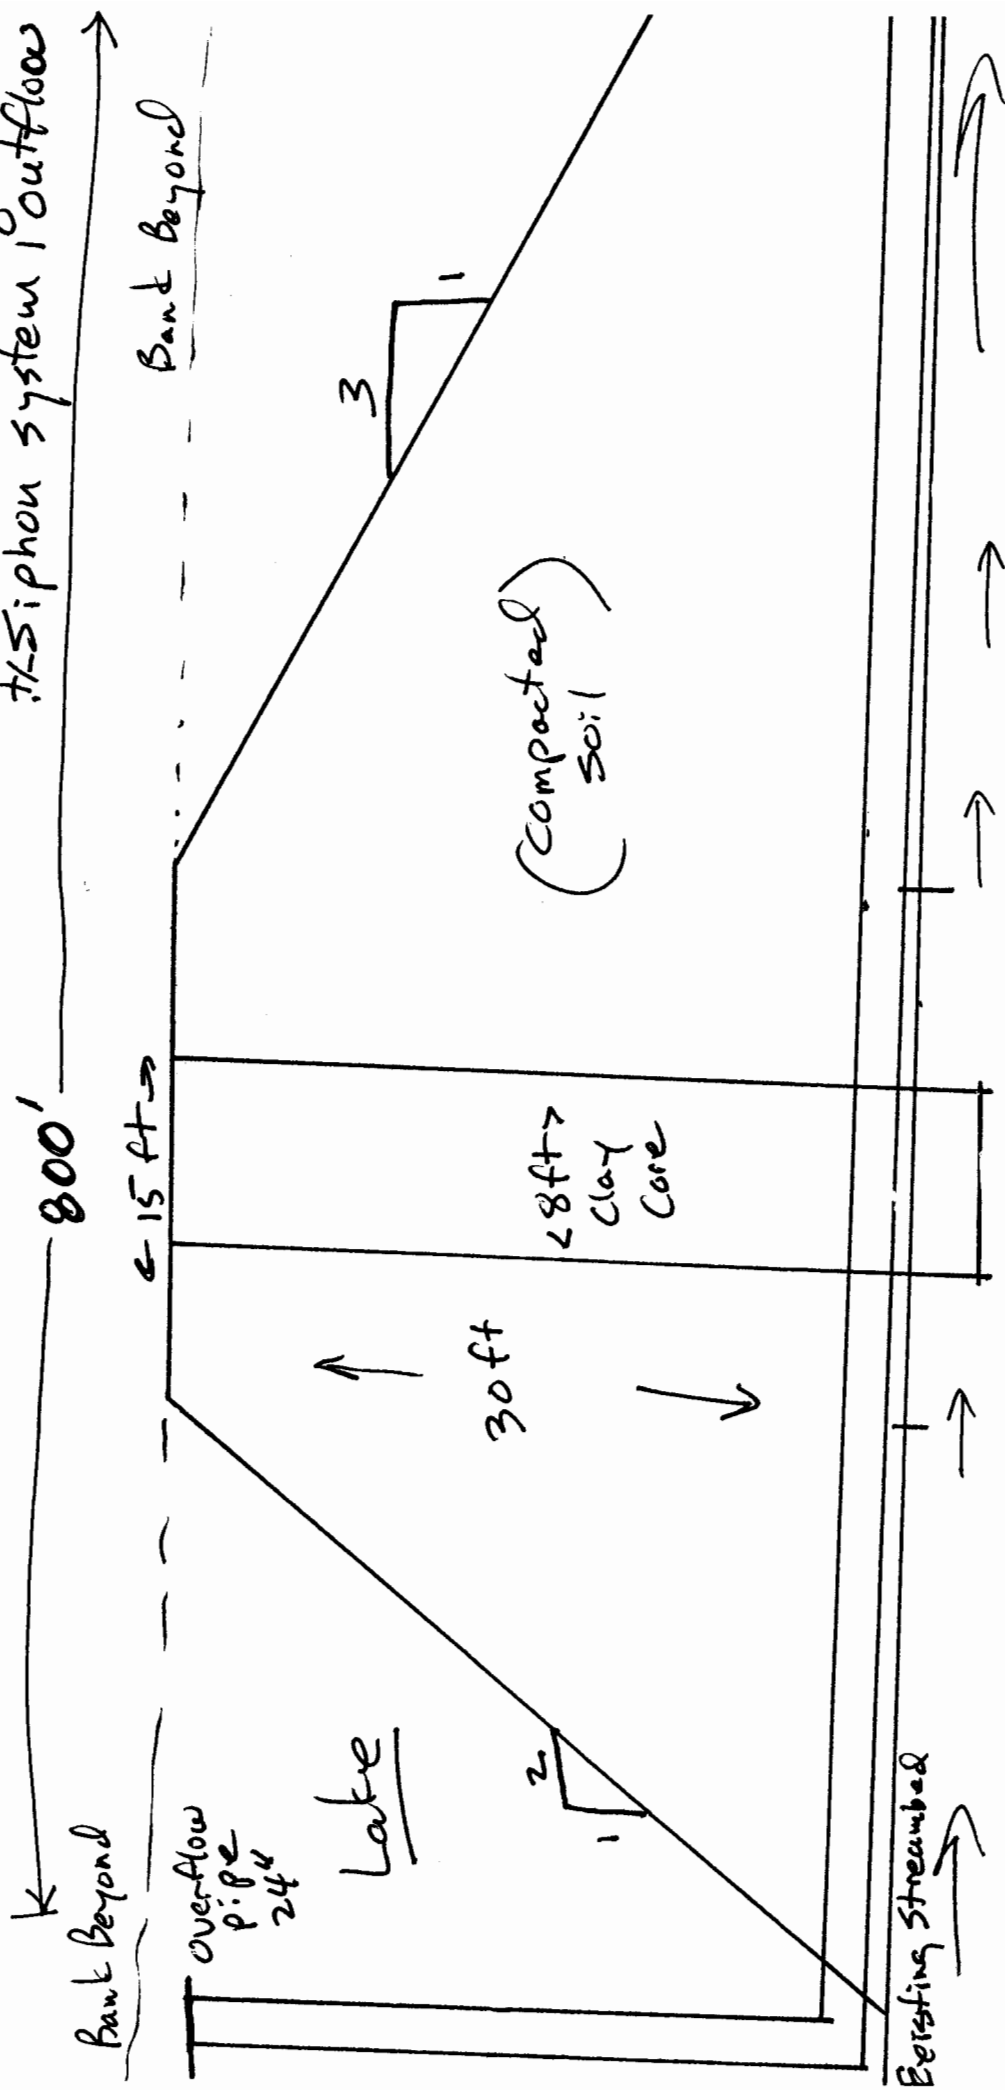 Siphon system outflow
800'
← 15 ft →
Bank Beyond
Bank Beyond
overflow
pipe
24"
Lake
2
1
3
1
30 ft
<8ft>
Clay
Core
(compacted
soil)
Existing Streambed